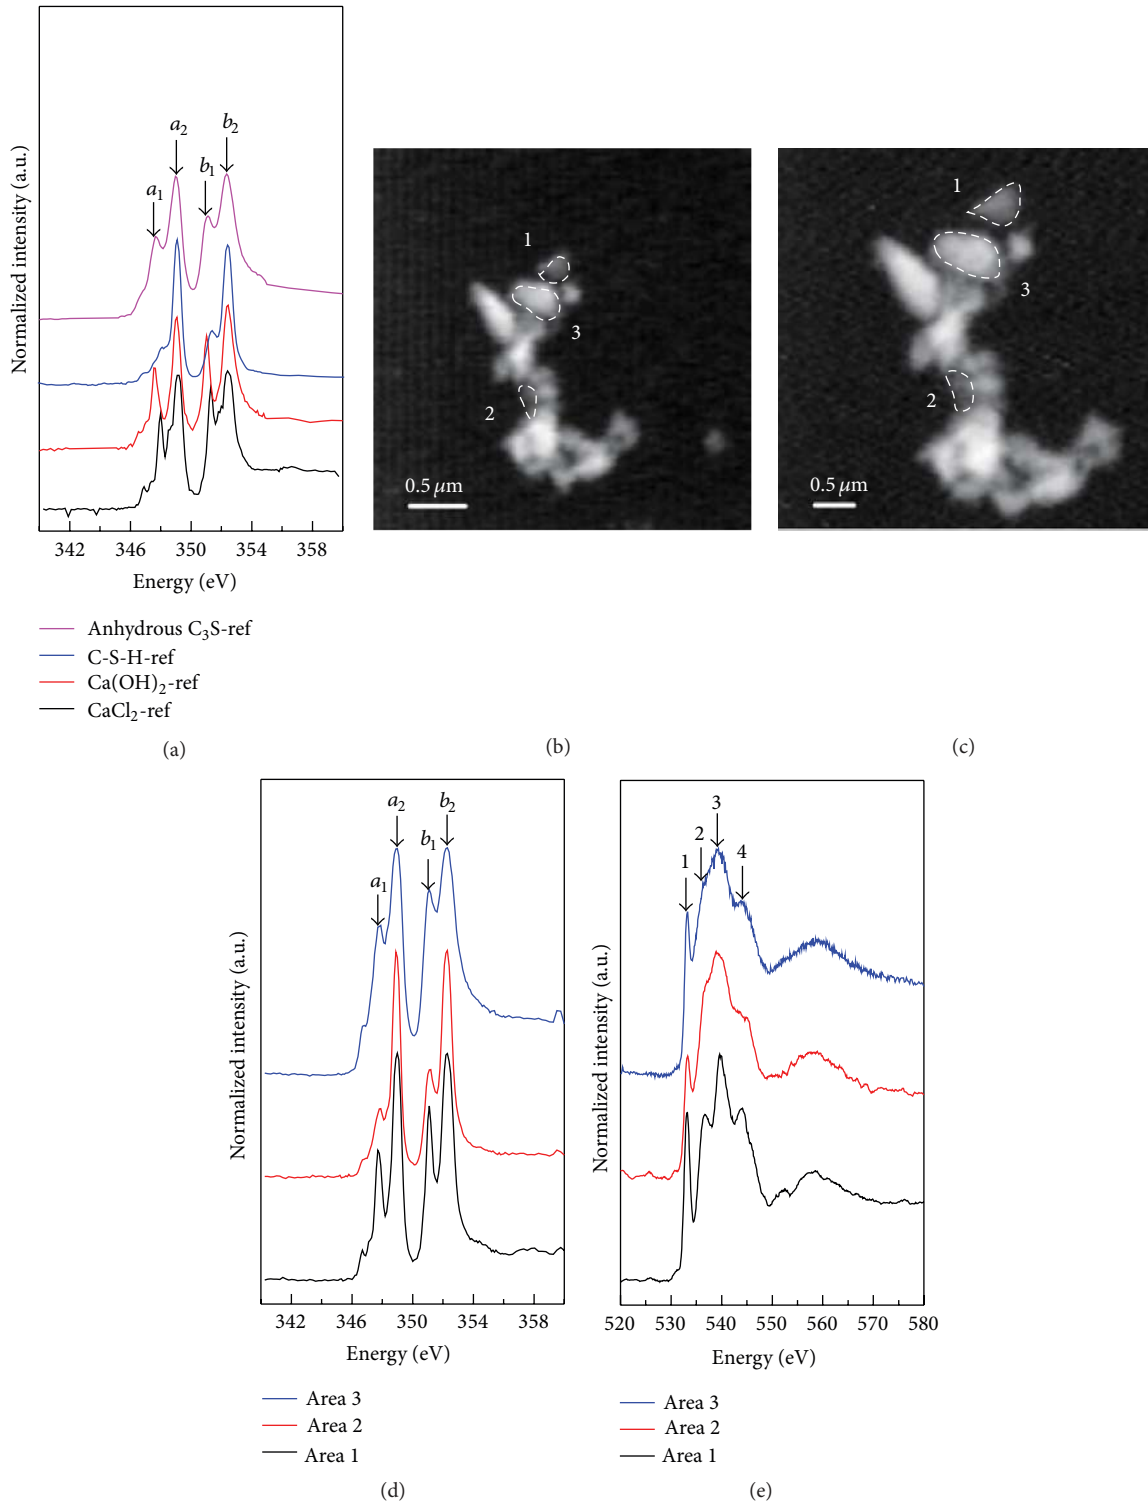 Normalized intensity (a.u.)
a1
a2
b1
b2
342 346 350 354 358
Energy (eV)
Anhydrous C3S-ref
C-S-H-ref
Ca(OH)2-ref
CaCl2-ref
(a)
1
3
2
0.5 μm
(b)
1
3
2
0.5 μm
(c)
Normalized intensity (a.u.)
a1
a2
b1
b2
342 346 350 354 358
Energy (eV)
Area 3
Area 2
Area 1
(d)
Normalized intensity (a.u.)
1
2
3
4
520 530 540 550 560 570 580
Energy (eV)
Area 3
Area 2
Area 1
(e)